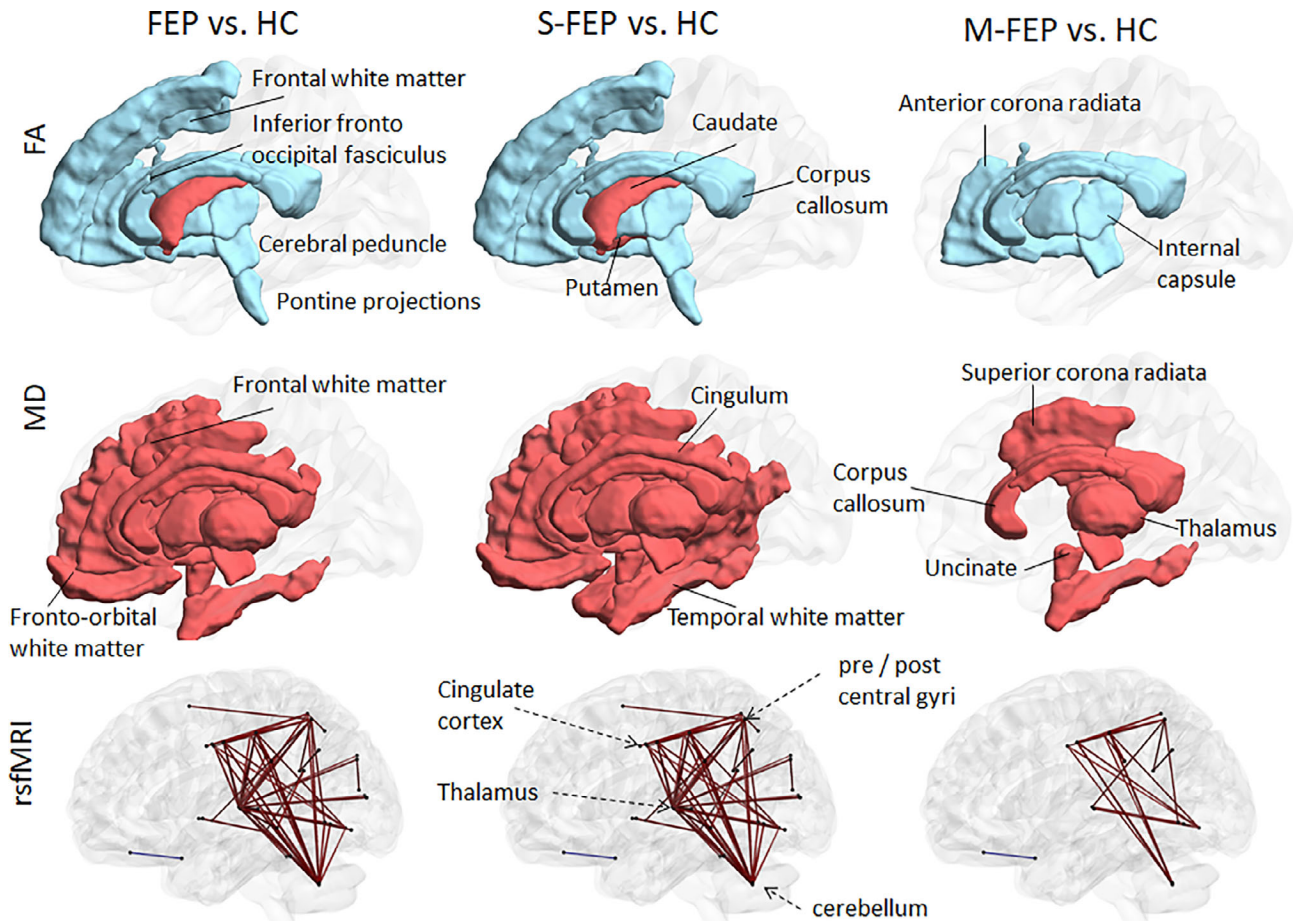 FEP vs. HC
S-FEP vs. HC
M-FEP vs. HC
FA
Frontal white matter
Inferior fronto
occipital fasciculus
Cerebral peduncle
Pontine projections
Caudate
Corpus
callosum
Putamen
Anterior corona radiata
Internal
capsule
MD
Frontal white matter
Fronto-orbital
white matter
Cingulum
Temporal white matter
Superior corona radiata
Corpus
callosum
Thalamus
Uncinate
rsfMRI
Cingulate
cortex
Thalamus
pre / post
central gyri
cerebellum